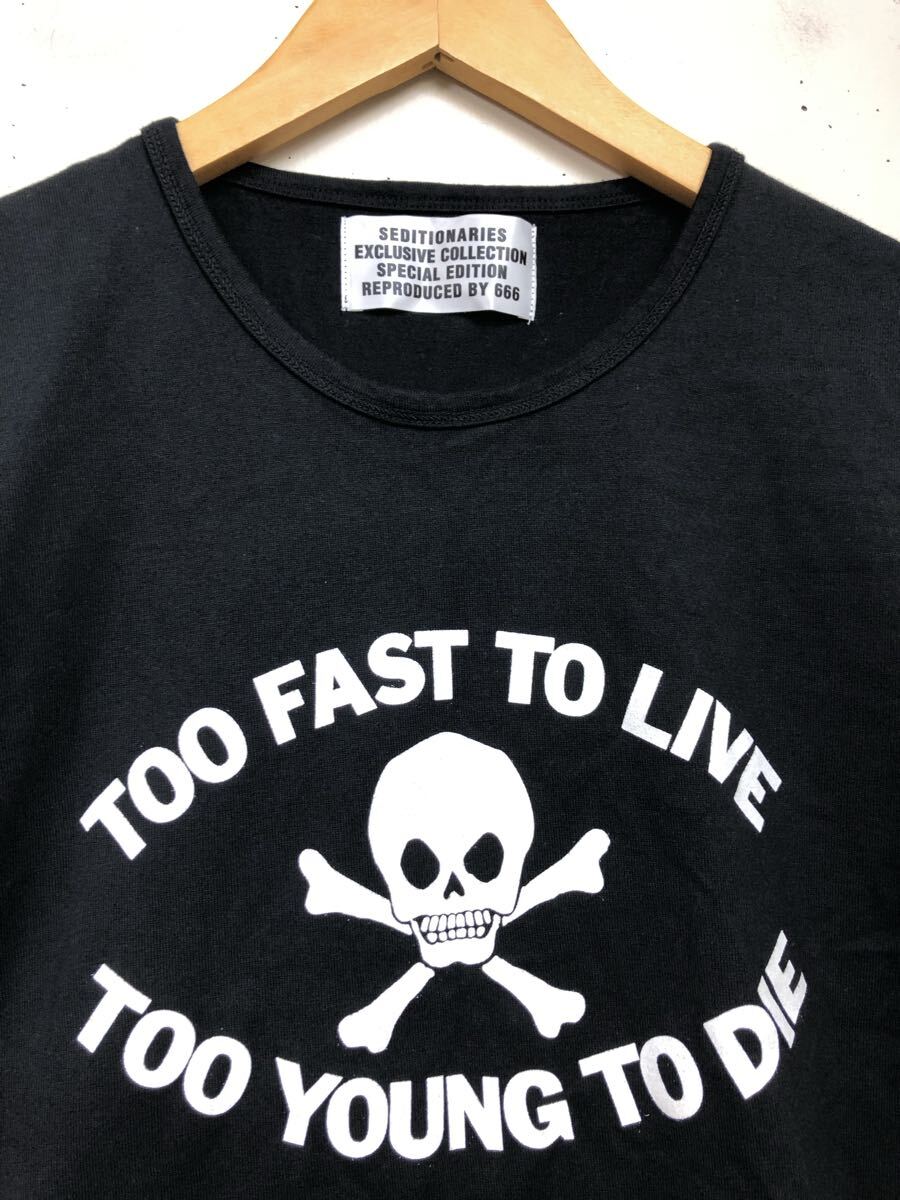 SEDITIONARIES
EXCLUSIVE COLLECTION
SPECIAL EDITION
REPRODUCED BY 666
TOO FAST TO LIVE
TOO YOUNG TO DIE